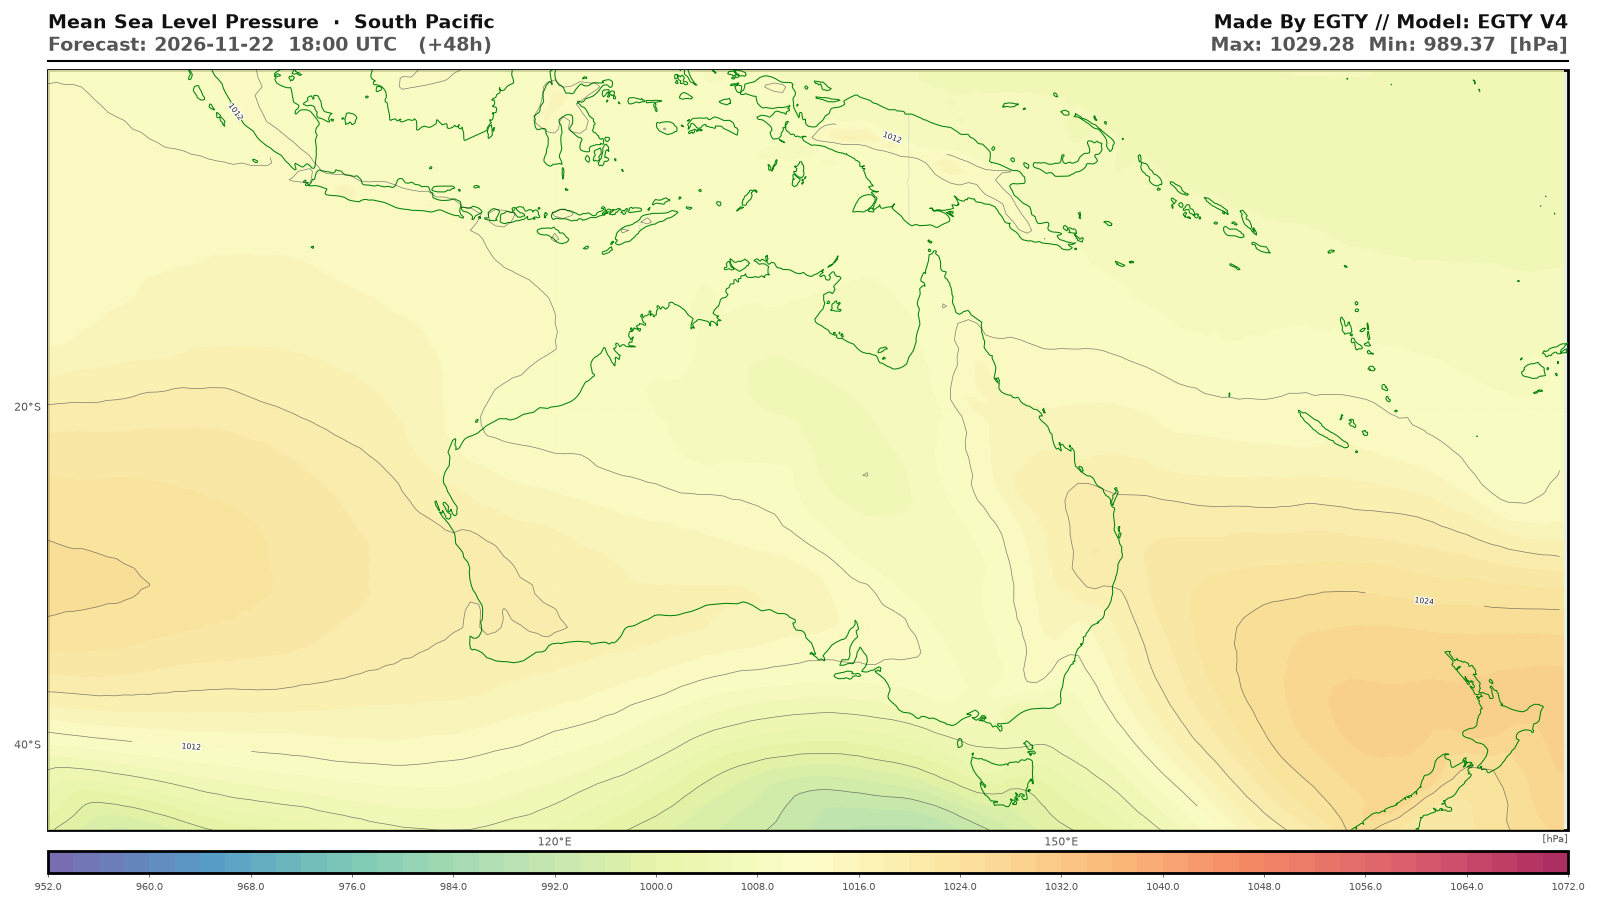 Mean Sea Level Pressure · South Pacific
Made By EGTY // Model: EGTY V4
Forecast: 2026-11-22 18:00 UTC (+48h)
Max: 1029.28 Min: 989.37 [hPa]
1012
1012
20°S
1024
40°S
1012
120°E
150°E
[hPa]
952.0 960.0 968.0 976.0 984.0 992.0 1000.0 1008.0 1016.0 1024.0 1032.0 1040.0 1048.0 1056.0 1064.0 1072.0